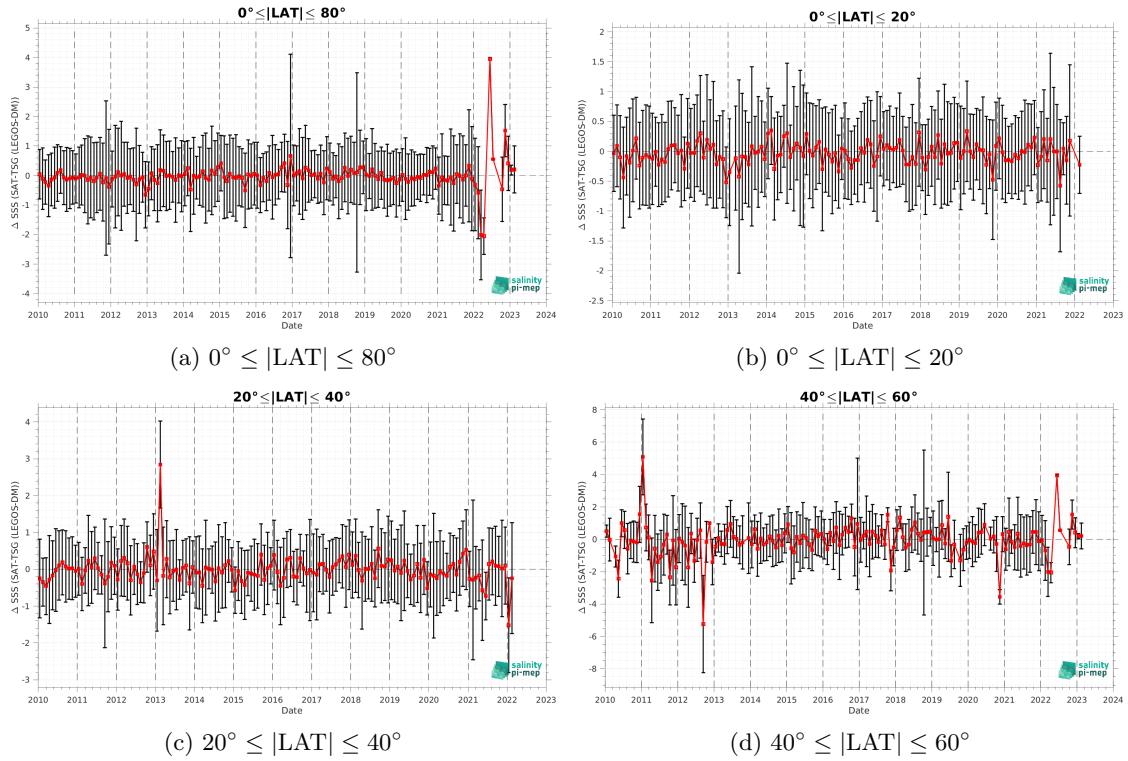 0°≤|LAT|≤ 80°
Δ SSS (SAT-TSG (LEGOS-DM))
5
4
3
2
1
0
-1
-2
-3
-4
2010 2011 2012 2013 2014 2015 2016 2017 2018 2019 2020 2021 2022 2023 2024
Date
salinity
pi-mep
(a) 0° ≤ |LAT| ≤ 80°
0°≤|LAT|≤ 20°
Δ SSS (SAT-TSG (LEGOS-DM))
2
1.5
1
0.5
0
-0.5
-1
-1.5
-2
-2.5
2010 2011 2012 2013 2014 2015 2016 2017 2018 2019 2020 2021 2022 2023
Date
salinity
pi-mep
(b) 0° ≤ |LAT| ≤ 20°
20°≤|LAT|≤ 40°
Δ SSS (SAT-TSG (LEGOS-DM))
4
3
2
1
0
-1
-2
-3
2010 2011 2012 2013 2014 2015 2016 2017 2018 2019 2020 2021 2022 2023
Date
salinity
pi-mep
(c) 20° ≤ |LAT| ≤ 40°
40°≤|LAT|≤ 60°
Δ SSS (SAT-TSG (LEGOS-DM))
8
6
4
2
0
-2
-4
-6
-8
2010 2011 2012 2013 2014 2015 2016 2017 2018 2019 2020 2021 2022 2023 2024
Date
salinity
pi-mep
(d) 40° ≤ |LAT| ≤ 60°